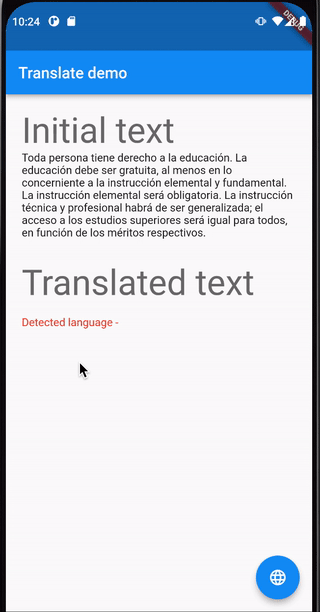 10:24
DEBUG
Translate demo
Initial text
Toda persona tiene derecho a la educación. La
educación debe ser gratuita, al menos en lo
concerniente a la instrucción elemental y fundamental.
La instrucción elemental será obligatoria. La instrucción
técnica y profesional habrá de ser generalizada; el
acceso a los estudios superiores será igual para todos,
en función de los méritos respectivos.
Translated text
Detected language -